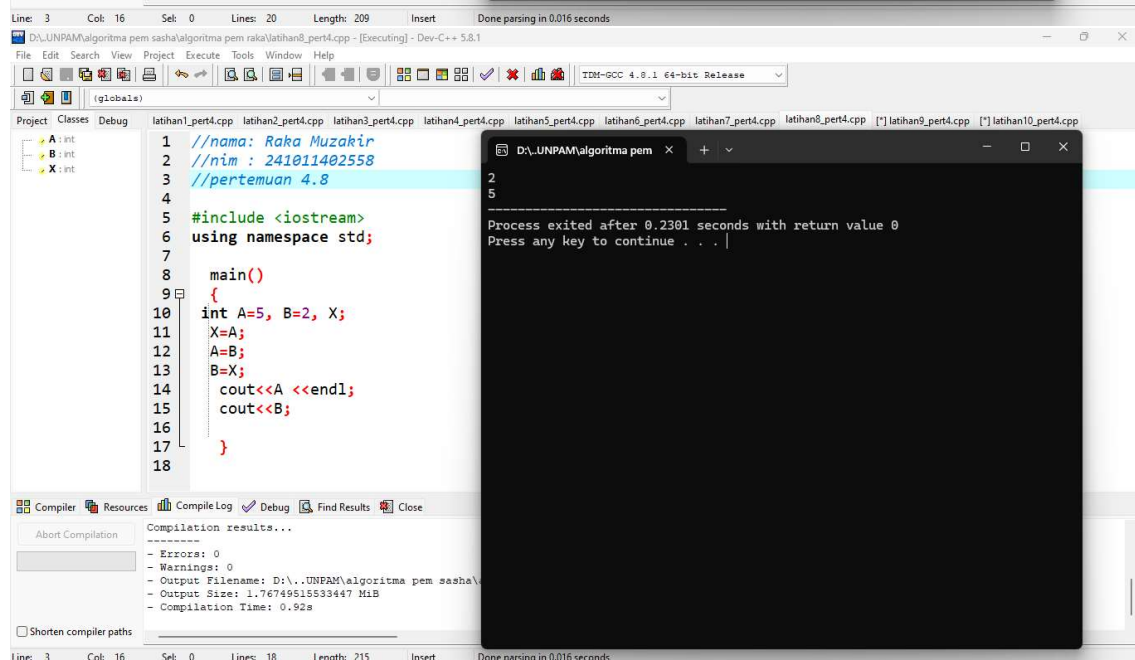 Line: 3 Col: 16 Sel: 0 Lines: 20 Length: 209 Insert Done parsing in 0.016 seconds
D:\..UNPAM\algoritma pem sasha\algoritma pem raka\latihan8_pert4.cpp - [Executing] - Dev-C++ 5.8.1
File Edit Search View Project Execute Tools Window Help
TDM-GCC 4.8.1 64-bit Release
(globals)
Project Classes Debug
latihan1_pert4.cpp latihan2_pert4.cpp latihan3_pert4.cpp latihan4_pert4.cpp latihan5_pert4.cpp latihan6_pert4.cpp latihan7_pert4.cpp latihan8_pert4.cpp [*] latihan9_pert4.cpp [*] latihan10_pert4.cpp
A : int
B : int
X : int
1 //nama: Raka Muzakir
2 //nim : 241011402558
3 //pertemuan 4.8
4
5 #include <iostream>
6 using namespace std;
7
8 main()
9 {
10 int A=5, B=2, X;
11 X=A;
12 A=B;
13 B=X;
14 cout<<A <<endl;
15 cout<<B;
16
17 }
18
D:\..UNPAM\algoritma pem
2
5
--------------------------------
Process exited after 0.2301 seconds with return value 0
Press any key to continue . . .
Compiler Resources Compile Log Debug Find Results Close
Abort Compilation
Shorten compiler paths
Compilation results...
--------
- Errors: 0
- Warnings: 0
- Output Filename: D:\..UNPAM\algoritma pem sasha\
- Output Size: 1.76749515533447 MiB
- Compilation Time: 0.92s
Line: 3 Col: 16 Sel: 0 Lines: 18 Length: 215 Insert Done parsing in 0.016 seconds